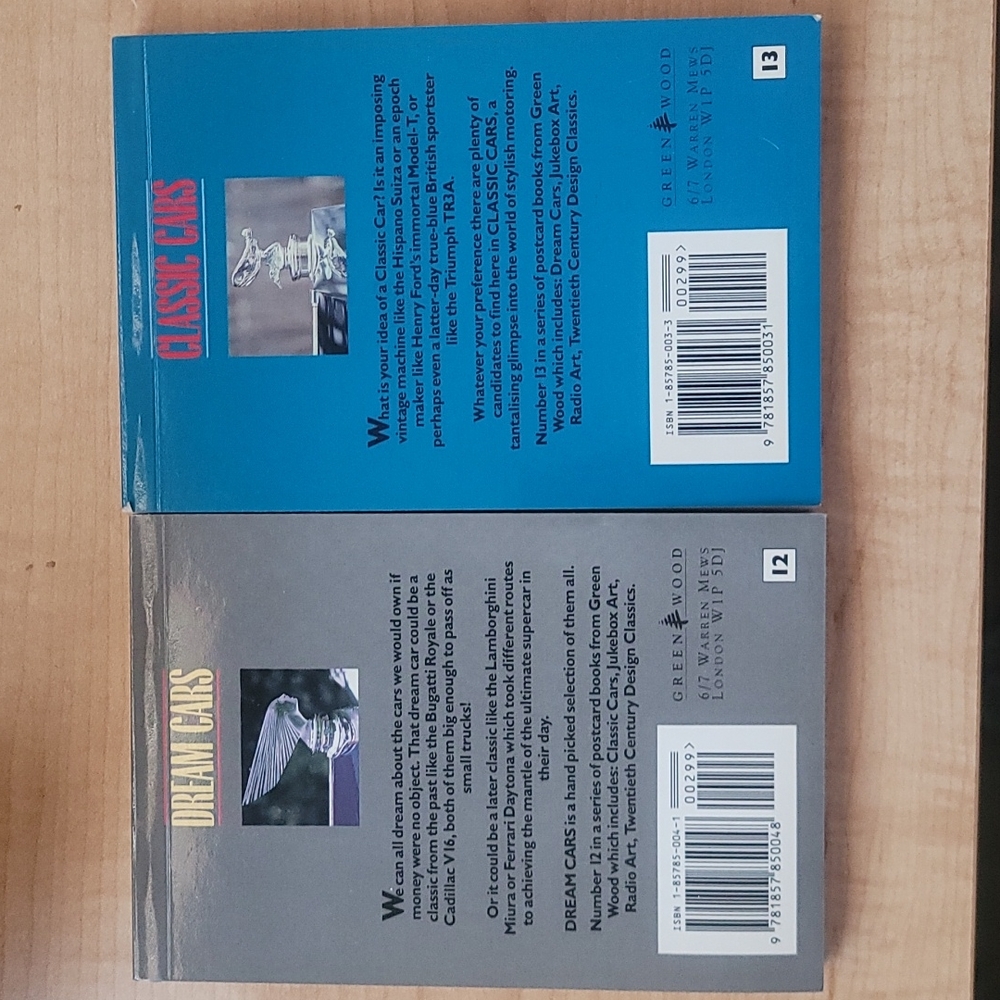 DREAM CARS
We can all dream about the cars we would own if
money were no object. That dream car could be a
classic from the past like the Bugatti Royale or the
Cadillac V16, both of them big enough to pass off as
small trucks!
Or it could be a later classic like the Lamborghini
Miura or Ferrari Daytona which took different routes
to achieving the mantle of the ultimate supercar in
their day.
DREAM CARS is a hand picked selection of them all.
Number 12 in a series of postcard books from Green
Wood which includes: Classic Cars, Jukebox Art,
Radio Art, Twentieth Century Design Classics.
ISBN 1-85785-004-1
00299>
9 781857 850048
GREEN WOOD
6/7 WARREN MEWS
LONDON W1P 5DJ
12
CLASSIC CARS
What is your idea of a Classic Car? Is it an imposing
vintage machine like the Hispano Suiza or an epoch
maker like Henry Ford's immortal Model-T, or
perhaps even a latter-day true-blue British sportster
like the Triumph TR3A.
Whatever your preference there are plenty of
candidates to find here in CLASSIC CARS, a
tantalising glimpse into the world of stylish motoring.
Number 13 in a series of postcard books from Green
Wood which includes: Dream Cars, Jukebox Art,
Radio Art, Twentieth Century Design Classics.
ISBN 1-85785-003-3
00299>
9 781857 850031
GREEN WOOD
6/7 WARREN MEWS
LONDON W1P 5DJ
13